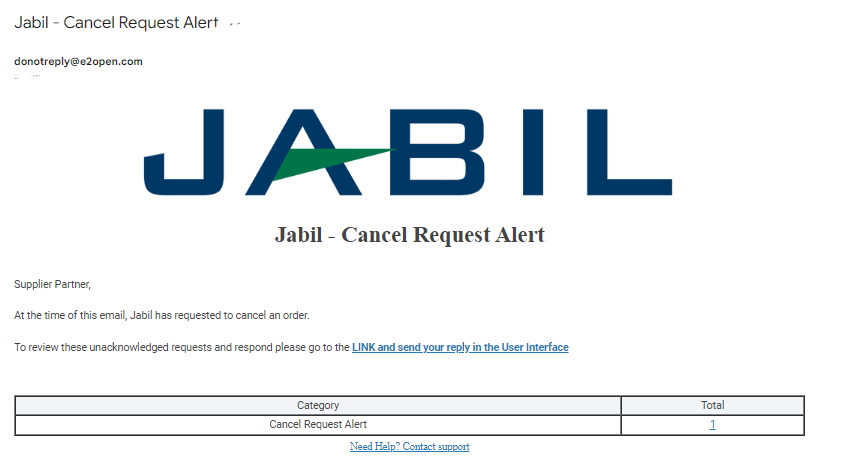 Jabil - Cancel Request Alert
donotreply@e2open.com
JABIL
Jabil - Cancel Request Alert
Supplier Partner,
At the time of this email, Jabil has requested to cancel an order.
To review these unacknowledged requests and respond please go to the LINK and send your reply in the User Interface
Category Total
Cancel Request Alert 1
Need Help? Contact support